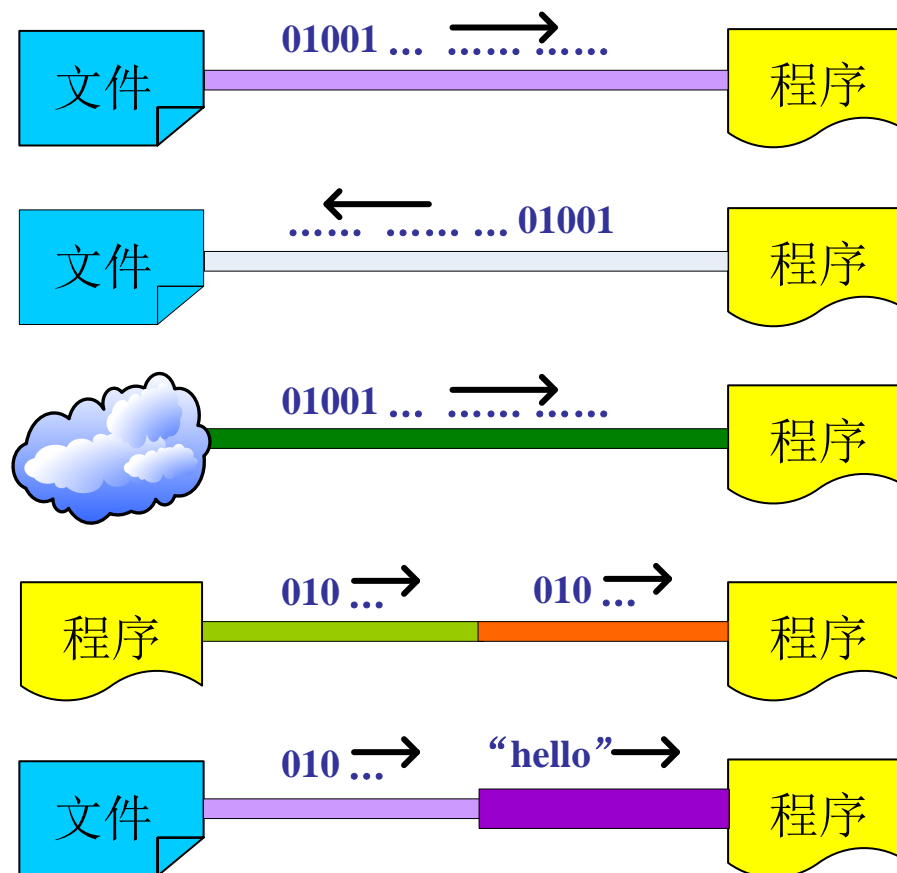 01001 … …… ……
文件 程序
…… …… … 01001
文件 程序
01001 … …… ……
程序
010 … 010 …
程序 程序
010 … “hello”
文件 程序